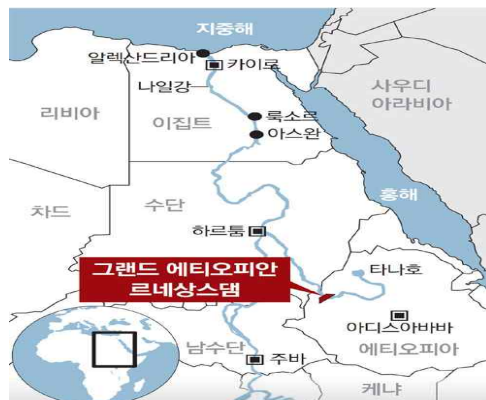 지중해
알렉산드리아
카이로
나일강
사우디
아라비아
리비아
이집트
룩소르
아스완
홍해
차드
수단
하르툼
그랜드 에티오피안
르네상스댐
타나호
아디스아바바
에티오피아
남수단
주바
케냐